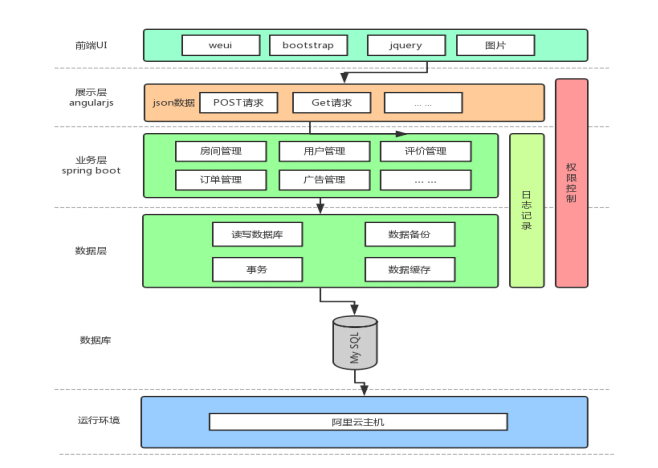 前端UI
weui
bootstrap
jquery
图片
展示层
angularjs
json数据
POST请求
Get请求
... ...
业务层
spring boot
房间管理
用户管理
评价管理
订单管理
广告管理
... ...
日志记录
权限控制
数据层
读写数据库
数据备份
事务
数据缓存
数据库
My SQL
运行环境
阿里云主机